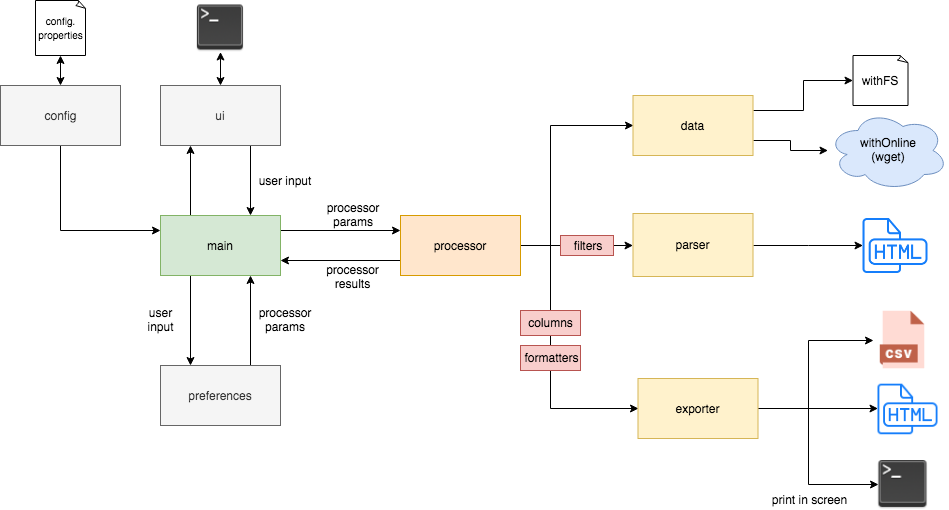 config.
properties
>_
config
ui
withFS
data
withOnline
(wget)
user input
processor
params
main
processor
filters
parser
HTML
processor
results
user
input
processor
params
columns
formatters
CSV
preferences
exporter
HTML
>_
print in screen